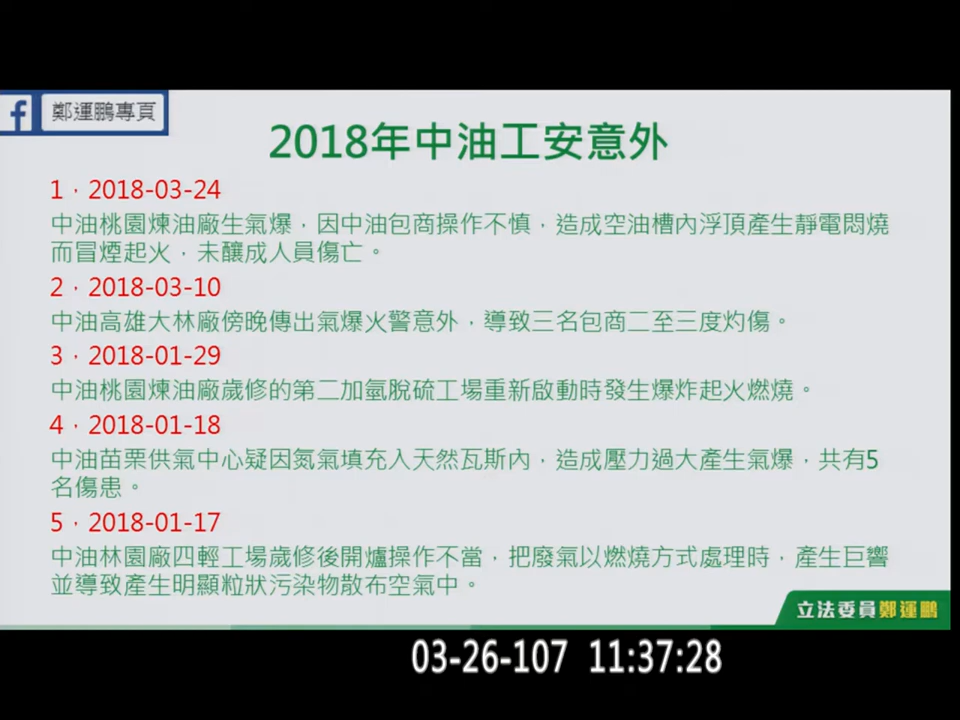 鄭運鵬專頁
2018年中油工安意外
1，2018-03-24
中油桃園煉油廠生氣爆，因中油包商操作不慎，造成空油槽內浮頂產生靜電悶燒
而冒煙起火，未釀成人員傷亡。
2，2018-03-10
中油高雄大林廠傍晚傳出氣爆火警意外，導致三名包商二至三度灼傷。
3，2018-01-29
中油桃園煉油廠歲修的第二加氫脫硫工場重新啟動時發生爆炸起火燃燒。
4，2018-01-18
中油苗栗供氣中心疑因氮氣填充入天然瓦斯內，造成壓力過大產生氣爆，共有5
名傷患。
5，2018-01-17
中油林園廠四輕工場歲修後開爐操作不當，把廢氣以燃燒方式處理時，產生巨響
並導致產生明顯粒狀污染物散布空氣中。
立法委員鄭運鵬
03-26-107 11:37:28